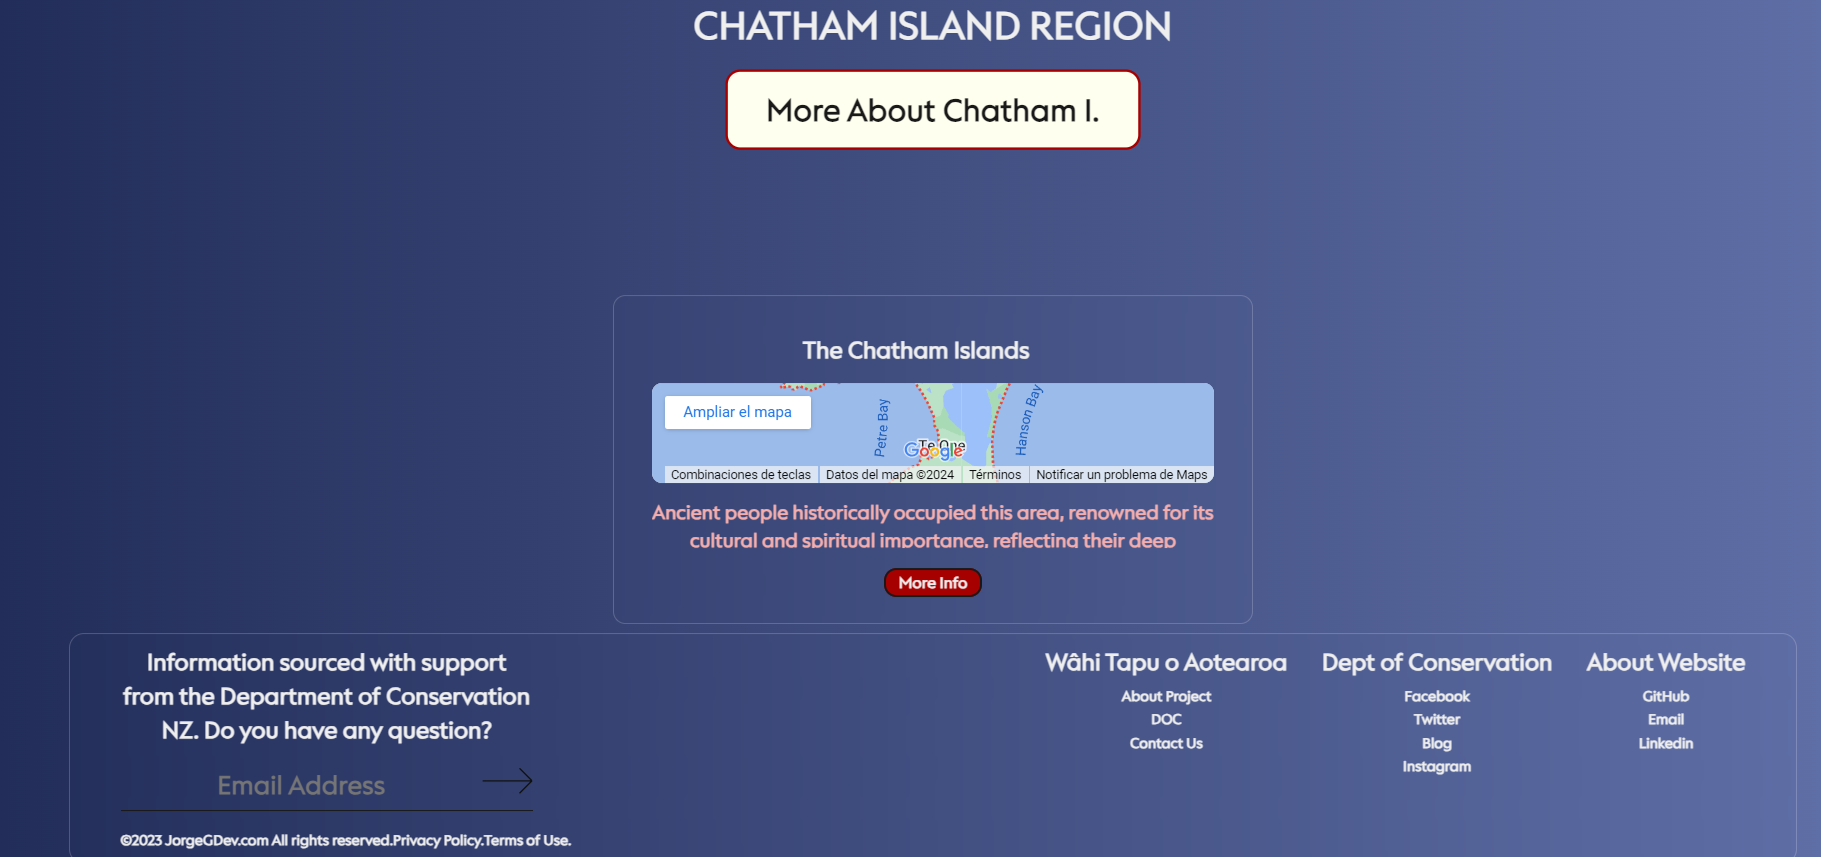 CHATHAM ISLAND REGION
More About Chatham I.
The Chatham Islands
Ampliar el mapa
Petre Bay
Hanson Bay
Te One
Google
Combinaciones de teclas
Datos del mapa ©2024
Términos
Notificar un problema de Maps
Ancient people historically occupied this area, renowned for its
cultural and spiritual importance, reflecting their deep
More Info
Information sourced with support
from the Department of Conservation
NZ. Do you have any question?
Email Address
©2023 JorgeGDev.com All rights reserved.Privacy Policy.Terms of Use.
Wâhi Tapu o Aotearoa
About Project
DOC
Contact Us
Dept of Conservation
Facebook
Twitter
Blog
Instagram
About Website
GitHub
Email
Linkedin